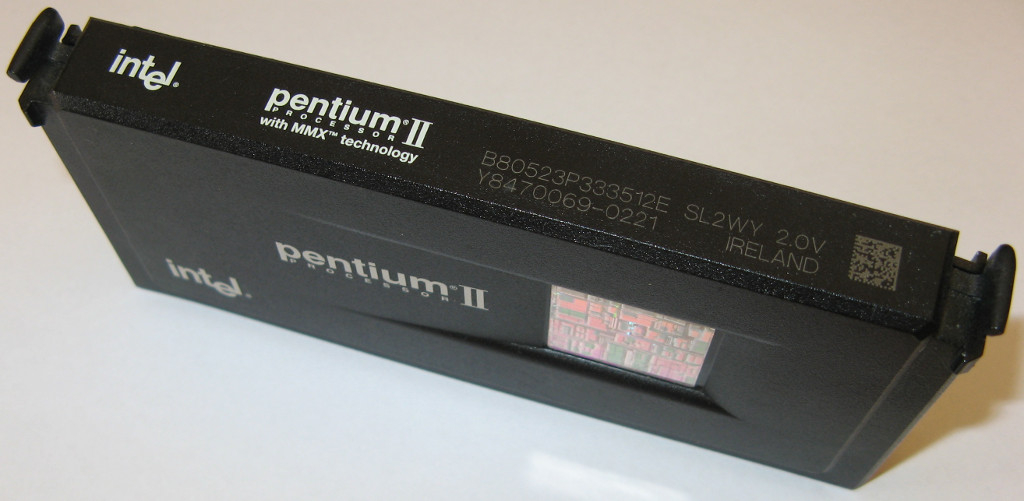 intel®
pentium® II
PROCESSOR
with MMX™ technology
B80523P333512E SL2WY 2.0V
Y8470069-0221 IRELAND
intel®
pentium® II
PROCESSOR